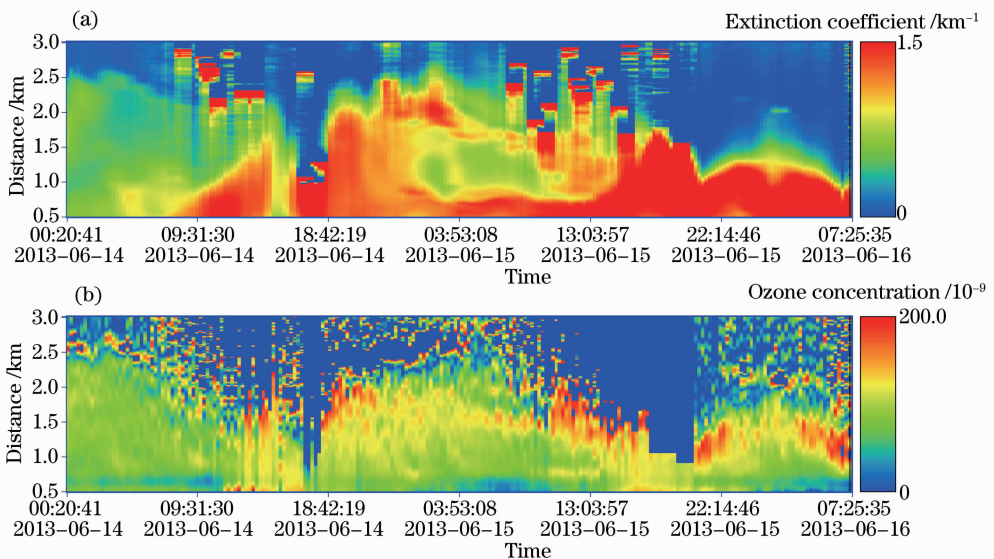 (a)
Extinction coefficient /km⁻¹
3.0
2.5
2.0
1.5
1.0
0.5
Distance /km
1.5
0
00:20:41 09:31:30 18:42:19 03:53:08 13:03:57 22:14:46 07:25:35
2013-06-14 2013-06-14 2013-06-14 2013-06-15 2013-06-15 2013-06-15 2013-06-16
Time
(b)
Ozone concentration /10⁻⁹
3.0
2.5
2.0
1.5
1.0
0.5
Distance /km
200.0
0
00:20:41 09:31:30 18:42:19 03:53:08 13:03:57 22:14:46 07:25:35
2013-06-14 2013-06-14 2013-06-14 2013-06-15 2013-06-15 2013-06-15 2013-06-16
Time